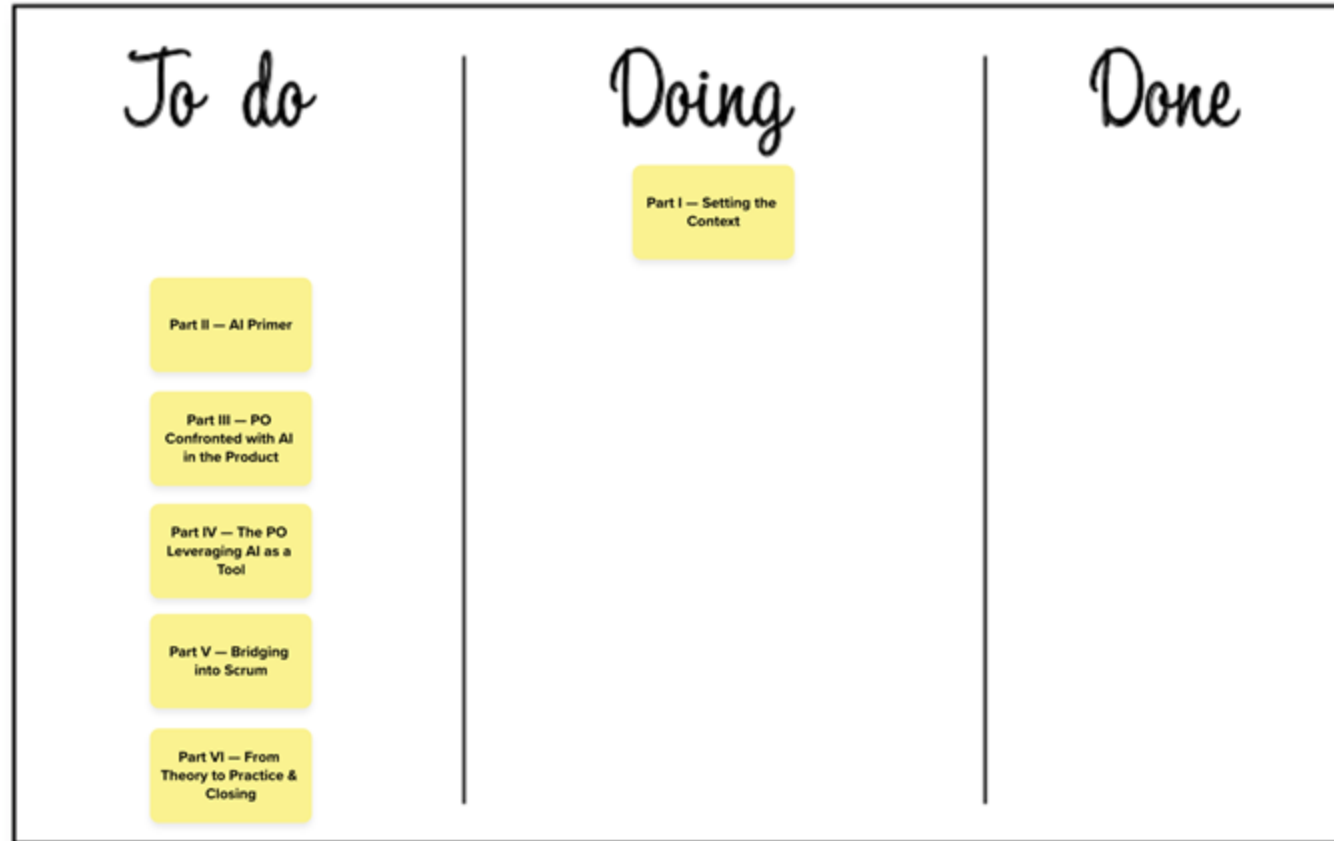 To do
Doing
Done
Part I — Setting the
Context
Part II — AI Primer
Part III — PO
Confronted with AI
in the Product
Part IV — The PO
Leveraging AI as a
Tool
Part V — Bridging
into Scrum
Part VI — From
Theory to Practice &
Closing